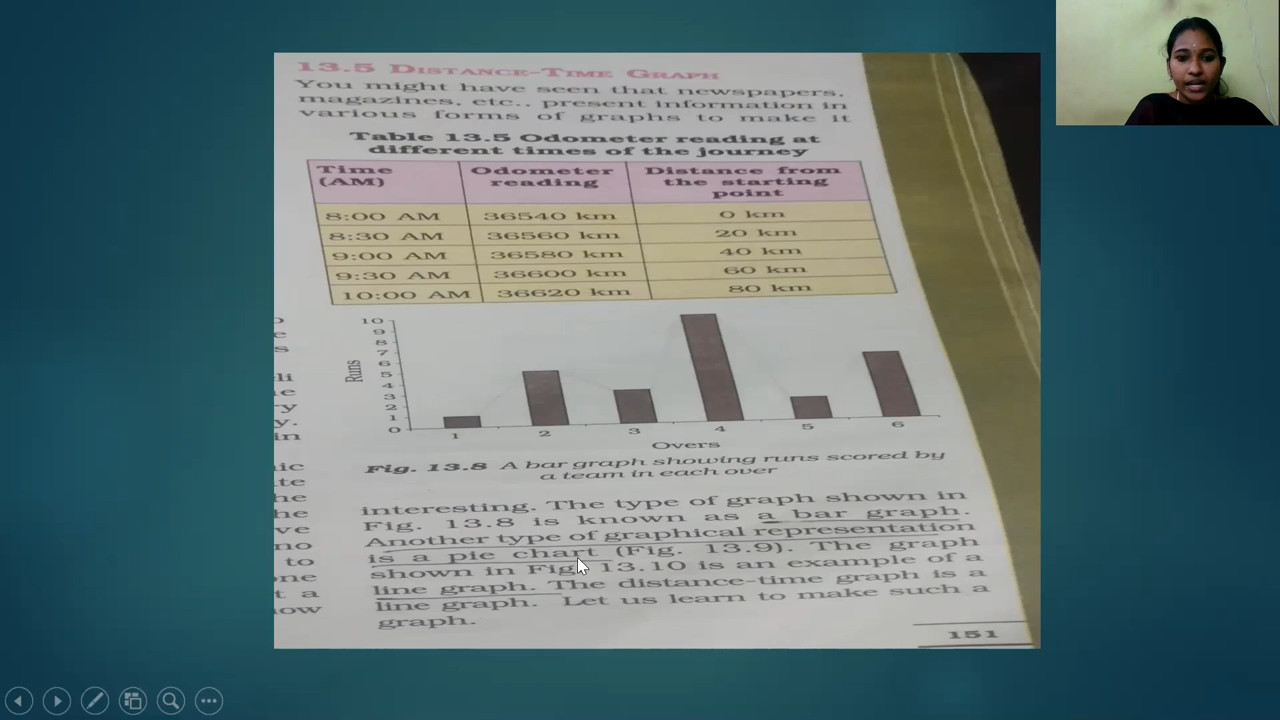 13.5 DISTANCE-TIME GRAPH
You might have seen that newspapers,
magazines, etc., present information in
various forms of graphs to make it
Table 13.5 Odometer reading at
different times of the journey
Time (AM) Odometer reading Distance from the starting point
8:00 AM 36540 km 0 km
8:30 AM 36560 km 20 km
9:00 AM 36580 km 40 km
9:30 AM 36600 km 60 km
10:00 AM 36620 km 80 km
Runs
10
9
8
7
6
5
4
3
2
1
0
1 2 3 4 5 6
Overs
Fig. 13.8 A bar graph showing runs scored by
a team in each over
interesting. The type of graph shown in
Fig. 13.8 is known as a bar graph.
Another type of graphical representation
is a pie chart (Fig. 13.9). The graph
shown in Fig. 13.10 is an example of a
line graph. The distance-time graph is a
line graph. Let us learn to make such a
graph.
151